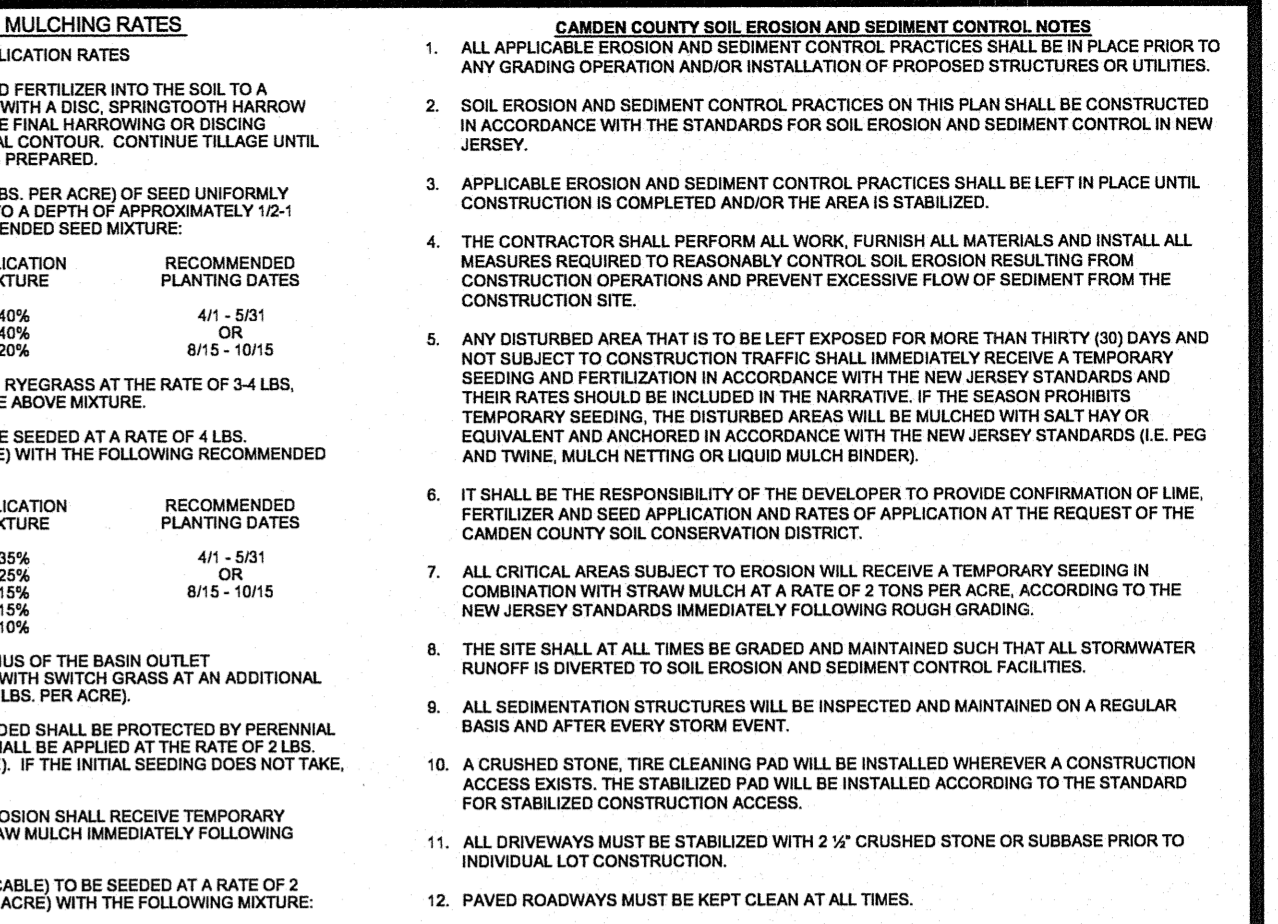 MULCHING RATES
LICATION RATES
D FERTILIZER INTO THE SOIL TO A
WITH A DISC, SPRINGTOOTH HARROW
E FINAL HARROWING OR DISCING
AL CONTOUR. CONTINUE TILLAGE UNTIL
PREPARED.
BS. PER ACRE) OF SEED UNIFORMLY
TO A DEPTH OF APPROXIMATELY 1/2-1
ENDED SEED MIXTURE:
LICATION RECOMMENDED
XTURE PLANTING DATES
40% 4/1 - 5/31
40% OR
20% 8/15 - 10/15
RYEGRASS AT THE RATE OF 3-4 LBS,
E ABOVE MIXTURE.
E SEEDED AT A RATE OF 4 LBS.
E) WITH THE FOLLOWING RECOMMENDED
LICATION RECOMMENDED
XTURE PLANTING DATES
35% 4/1 - 5/31
25% OR
15% 8/15 - 10/15
15%
10%
IUS OF THE BASIN OUTLET
WITH SWITCH GRASS AT AN ADDITIONAL
LBS. PER ACRE).
DED SHALL BE PROTECTED BY PERENNIAL
HALL BE APPLIED AT THE RATE OF 2 LBS.
E). IF THE INITIAL SEEDING DOES NOT TAKE,
OSION SHALL RECEIVE TEMPORARY
AW MULCH IMMEDIATELY FOLLOWING
CABLE) TO BE SEEDED AT A RATE OF 2
ACRE) WITH THE FOLLOWING MIXTURE:
CAMDEN COUNTY SOIL EROSION AND SEDIMENT CONTROL NOTES
1. ALL APPLICABLE EROSION AND SEDIMENT CONTROL PRACTICES SHALL BE IN PLACE PRIOR TO
ANY GRADING OPERATION AND/OR INSTALLATION OF PROPOSED STRUCTURES OR UTILITIES.
2. SOIL EROSION AND SEDIMENT CONTROL PRACTICES ON THIS PLAN SHALL BE CONSTRUCTED
IN ACCORDANCE WITH THE STANDARDS FOR SOIL EROSION AND SEDIMENT CONTROL IN NEW
JERSEY.
3. APPLICABLE EROSION AND SEDIMENT CONTROL PRACTICES SHALL BE LEFT IN PLACE UNTIL
CONSTRUCTION IS COMPLETED AND/OR THE AREA IS STABILIZED.
4. THE CONTRACTOR SHALL PERFORM ALL WORK, FURNISH ALL MATERIALS AND INSTALL ALL
MEASURES REQUIRED TO REASONABLY CONTROL SOIL EROSION RESULTING FROM
CONSTRUCTION OPERATIONS AND PREVENT EXCESSIVE FLOW OF SEDIMENT FROM THE
CONSTRUCTION SITE.
5. ANY DISTURBED AREA THAT IS TO BE LEFT EXPOSED FOR MORE THAN THIRTY (30) DAYS AND
NOT SUBJECT TO CONSTRUCTION TRAFFIC SHALL IMMEDIATELY RECEIVE A TEMPORARY
SEEDING AND FERTILIZATION IN ACCORDANCE WITH THE NEW JERSEY STANDARDS AND
THEIR RATES SHOULD BE INCLUDED IN THE NARRATIVE. IF THE SEASON PROHIBITS
TEMPORARY SEEDING, THE DISTURBED AREAS WILL BE MULCHED WITH SALT HAY OR
EQUIVALENT AND ANCHORED IN ACCORDANCE WITH THE NEW JERSEY STANDARDS (I.E. PEG
AND TWINE, MULCH NETTING OR LIQUID MULCH BINDER).
6. IT SHALL BE THE RESPONSIBILITY OF THE DEVELOPER TO PROVIDE CONFIRMATION OF LIME,
FERTILIZER AND SEED APPLICATION AND RATES OF APPLICATION AT THE REQUEST OF THE
CAMDEN COUNTY SOIL CONSERVATION DISTRICT.
7. ALL CRITICAL AREAS SUBJECT TO EROSION WILL RECEIVE A TEMPORARY SEEDING IN
COMBINATION WITH STRAW MULCH AT A RATE OF 2 TONS PER ACRE, ACCORDING TO THE
NEW JERSEY STANDARDS IMMEDIATELY FOLLOWING ROUGH GRADING.
8. THE SITE SHALL AT ALL TIMES BE GRADED AND MAINTAINED SUCH THAT ALL STORMWATER
RUNOFF IS DIVERTED TO SOIL EROSION AND SEDIMENT CONTROL FACILITIES.
9. ALL SEDIMENTATION STRUCTURES WILL BE INSPECTED AND MAINTAINED ON A REGULAR
BASIS AND AFTER EVERY STORM EVENT.
10. A CRUSHED STONE, TIRE CLEANING PAD WILL BE INSTALLED WHEREVER A CONSTRUCTION
ACCESS EXISTS. THE STABILIZED PAD WILL BE INSTALLED ACCORDING TO THE STANDARD
FOR STABILIZED CONSTRUCTION ACCESS.
11. ALL DRIVEWAYS MUST BE STABILIZED WITH 2 ½" CRUSHED STONE OR SUBBASE PRIOR TO
INDIVIDUAL LOT CONSTRUCTION.
12. PAVED ROADWAYS MUST BE KEPT CLEAN AT ALL TIMES.